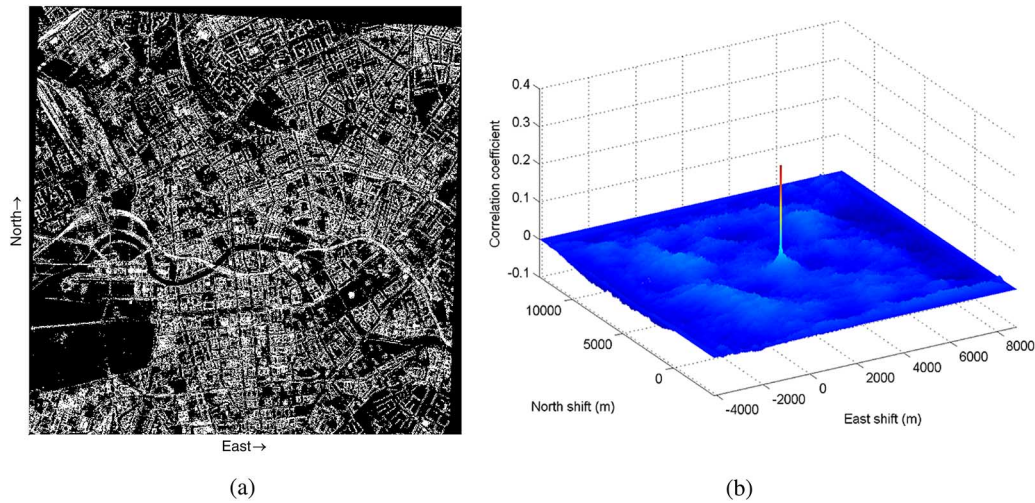 North→
East→
(a)
0.4
0.3
0.2
0.1
0
-0.1
Correlation coefficient
10000
5000
0
North shift (m)
-4000
-2000
0
2000
4000
6000
8000
East shift (m)
(b)